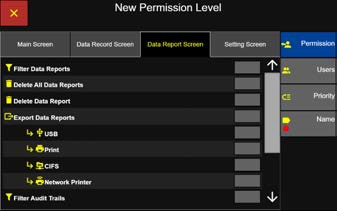 New Permission Level
Main Screen
Data Record Screen
Data Report Screen
Setting Screen
Permission
Users
Priority
Name
Filter Data Reports
Delete All Data Reports
Delete Data Report
Export Data Reports
USB
Print
CIFS
Network Printer
Filter Audit Trails